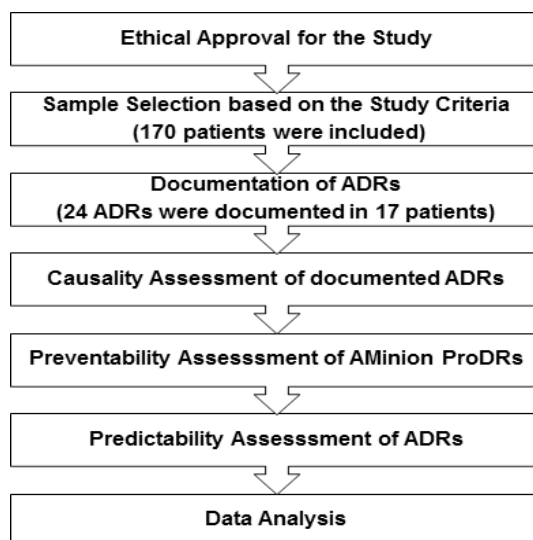 Ethical Approval for the Study
Sample Selection based on the Study Criteria
(170 patients were included)
Documentation of ADRs
(24 ADRs were documented in 17 patients)
Causality Assessment of documented ADRs
Preventability Assesssment of AMinion ProDRs
Predictability Assesssment of ADRs
Data Analysis